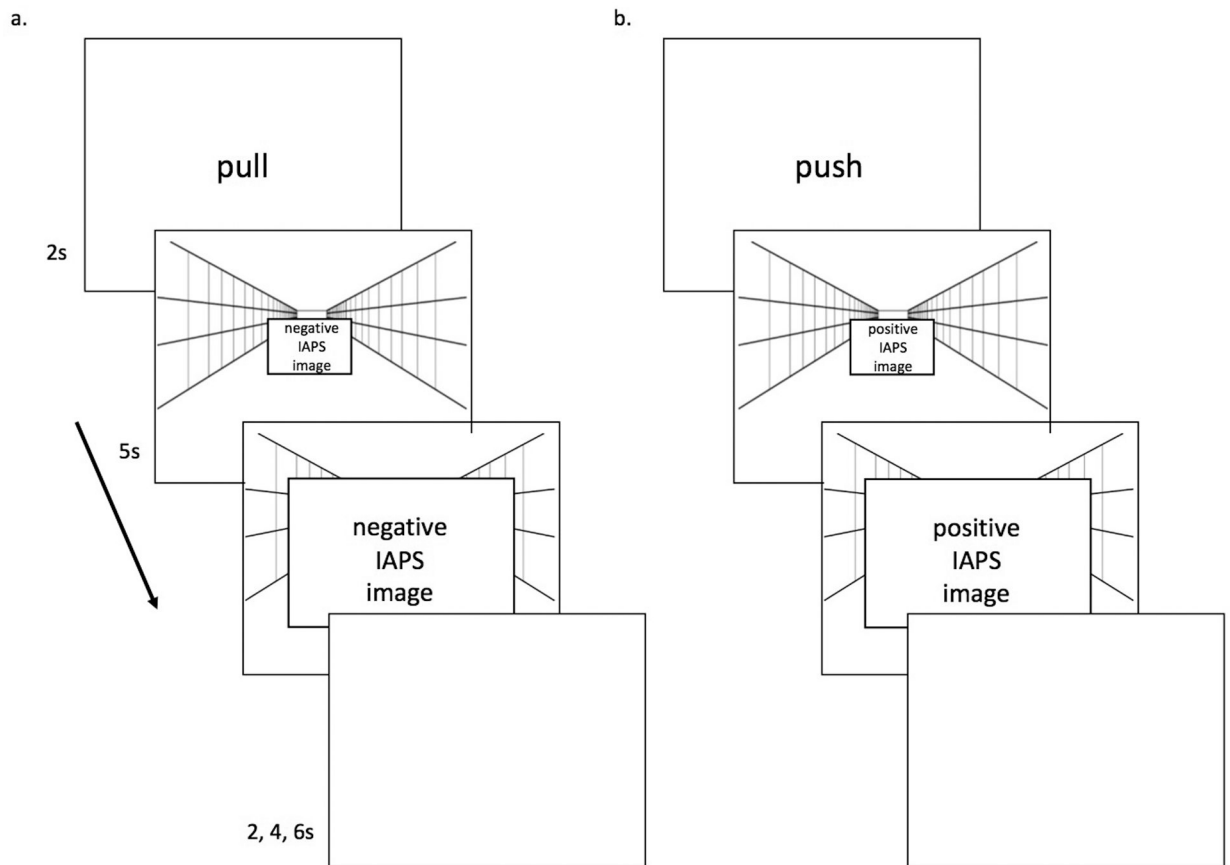 a.
pull
2s
negative
IAPS
image
5s
negative
IAPS
image
2, 4, 6s
b.
push
positive
IAPS
image
positive
IAPS
image